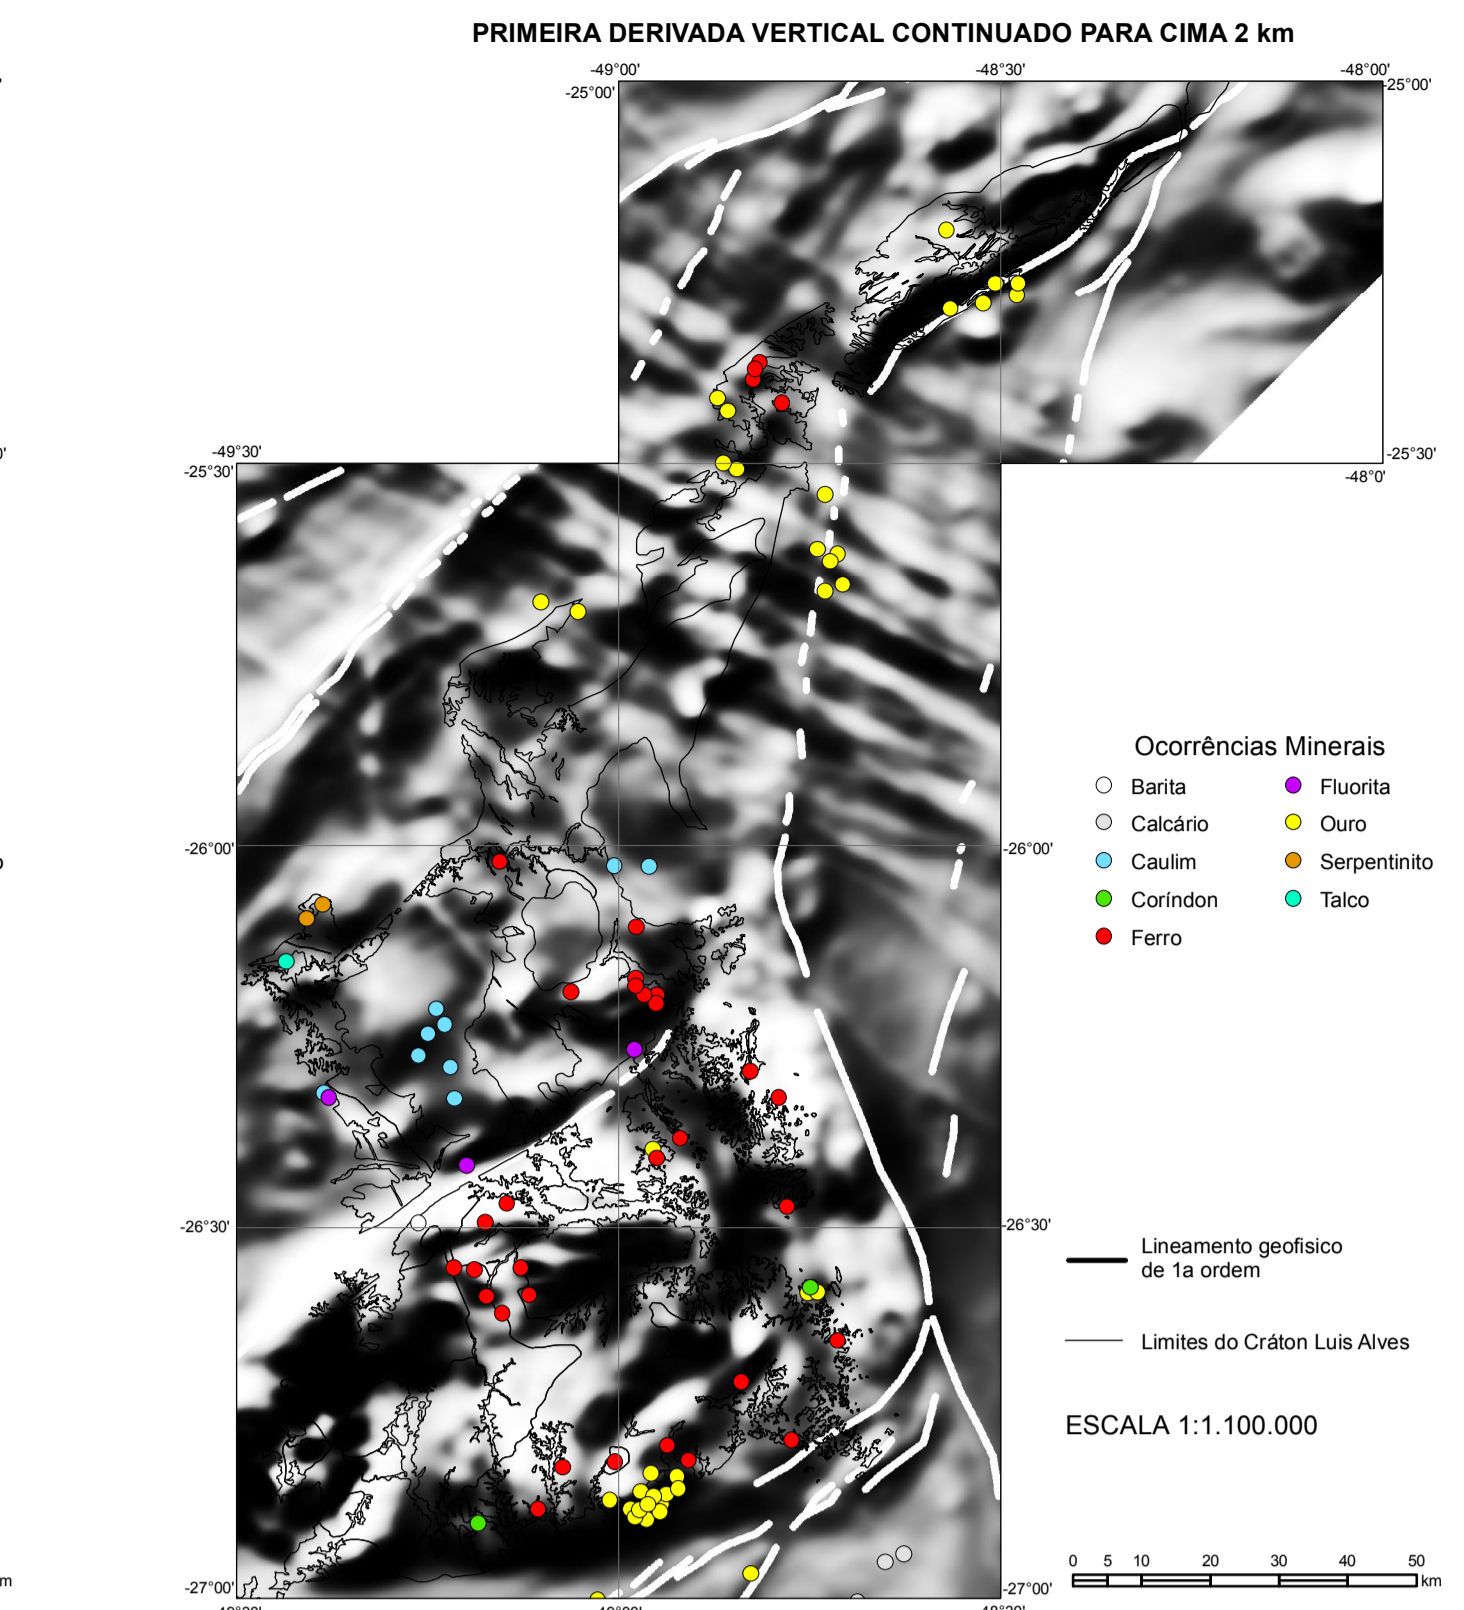 PRIMEIRA DERIVADA VERTICAL CONTINUADO PARA CIMA 2 km
-49°00' -48°30' -48°00'
-25°00' -25°00'
-49°30'
-25°30' -25°30'
-48°0'
Ocorrências Minerais
Barita Fluorita
Calcário Ouro
-26°00' -26°00'
Caulim Serpentinito
Coríndon Talco
Ferro
-26°30' -26°30'
Lineamento geofisico
de 1a ordem
Limites do Cráton Luis Alves
ESCALA 1:1.100.000
0 5 10 20 30 40 50
km
-27°00' -27°00'
m